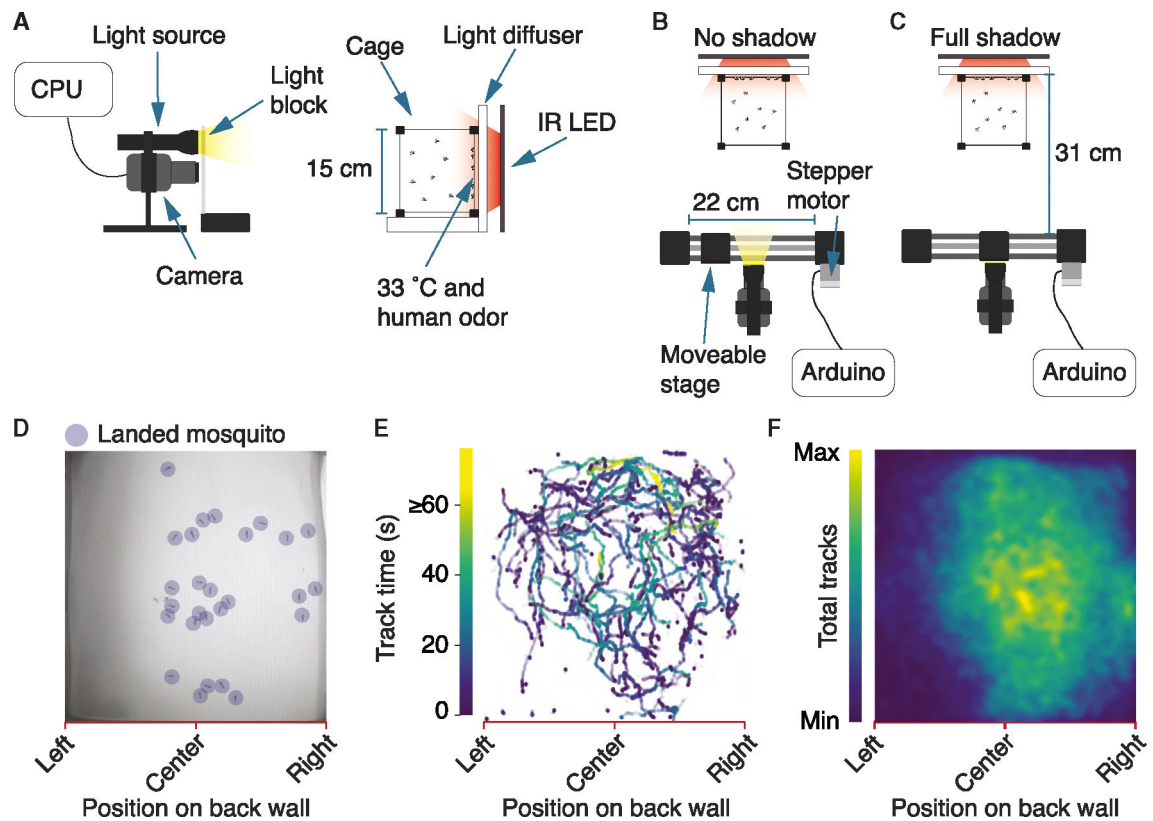 A
Light source
CPU
Light
block
Camera
Cage
Light diffuser
IR LED
15 cm
33 ˚C and
human odor
B
No shadow
22 cm
Stepper
motor
Moveable
stage
Arduino
C
Full shadow
31 cm
Arduino
D
Landed mosquito
Left
Center
Right
Position on back wall
E
Track time (s)
≥60
40
20
0
Left
Center
Right
Position on back wall
F
Max
Total tracks
Min
Left
Center
Right
Position on back wall